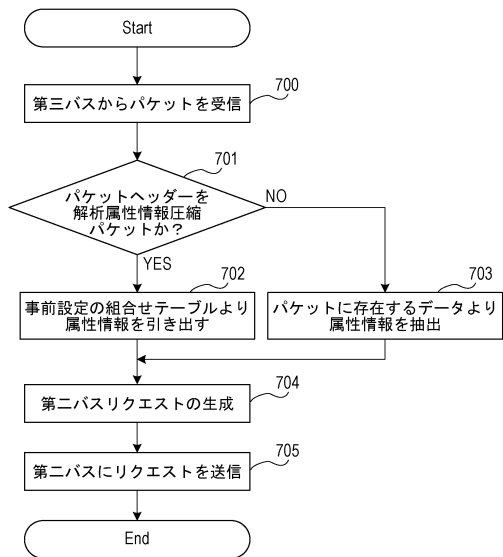 Start
第三バスからパケットを受信
700
パケットヘッダーを
解析属性情報圧縮
パケットか?
701
NO
YES
事前設定の組合せテーブルより
属性情報を引き出す
702
パケットに存在するデータより
属性情報を抽出
703
第二バスリクエストの生成
704
第二バスにリクエストを送信
705
End